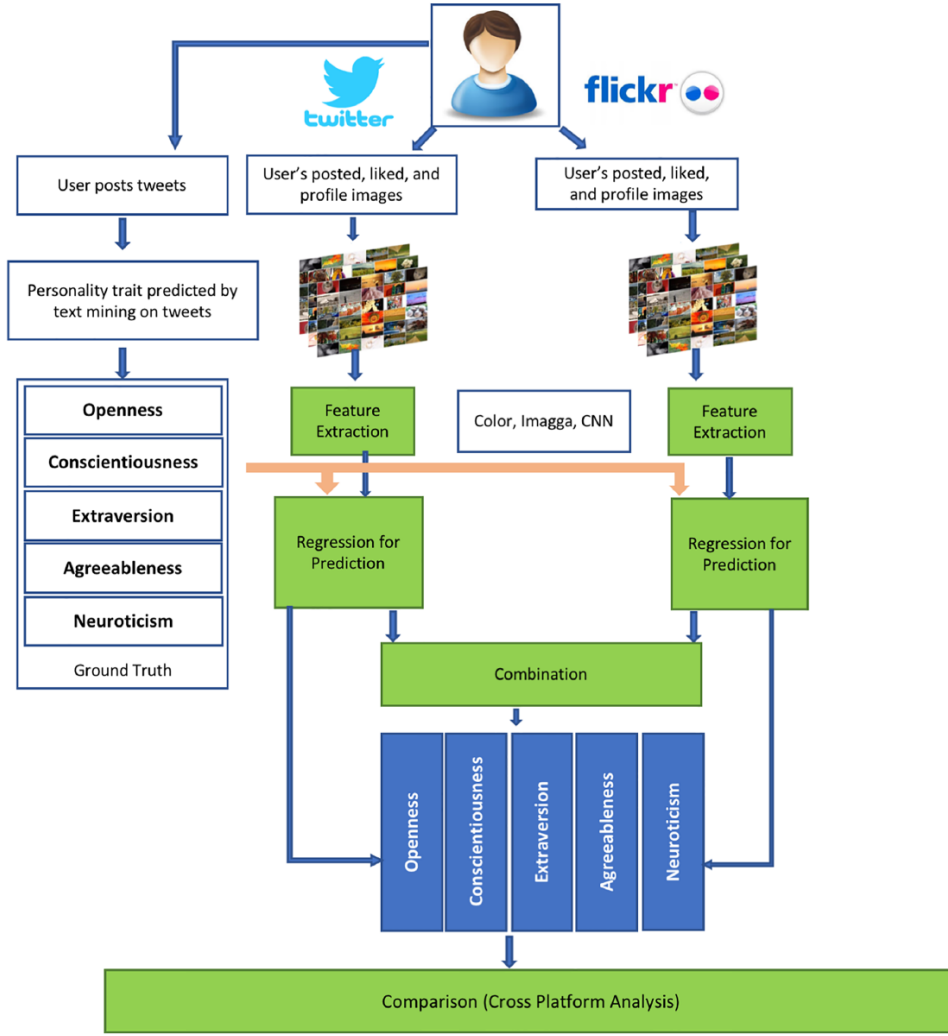 twitter
flickr
User posts tweets
User's posted, liked, and
profile images
User's posted, liked,
and profile images
Personality trait predicted by
text mining on tweets
Openness
Conscientiousness
Extraversion
Agreeableness
Neuroticism
Ground Truth
Feature
Extraction
Color, Imagga, CNN
Feature
Extraction
Regression for
Prediction
Regression for
Prediction
Combination
Openness
Conscientiousness
Extraversion
Agreeableness
Neuroticism
Comparison (Cross Platform Analysis)